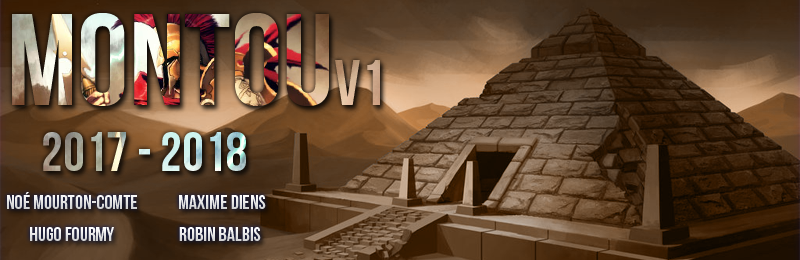 MONTOU V1
2017 - 2018
NOÉ MOURTON-COMTE MAXIME DIENS
HUGO FOURMY ROBIN BALBIS